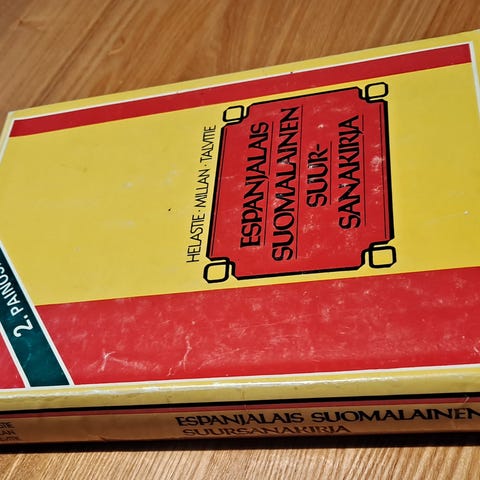 HELASTIE · MILLAN · TALVITIE
ESPANJALAIS
SUOMALAINEN
SUUR-
SANAKIRJA
2. PAINOS
ESPANJALAIS SUOMALAINEN
SUURSANAKIRJA